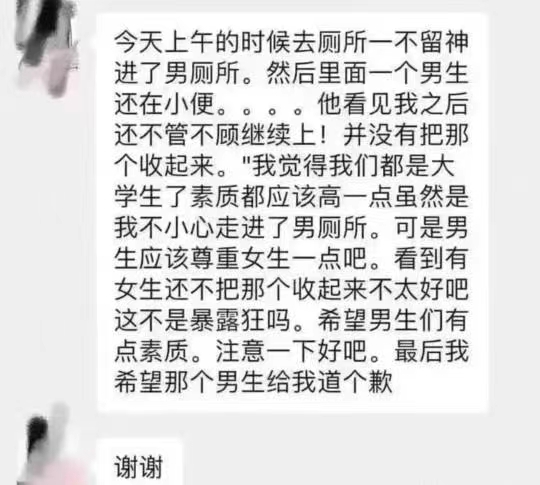 今天上午的时候去厕所一不留神
进了男厕所。然后里面一个男生
还在小便。。。。他看见我之后
还不管不顾继续上！并没有把那
个收起来。"我觉得我们都是大
学生了素质都应该高一点虽然是
我不小心走进了男厕所。可是男
生应该尊重女生一点吧。看到有
女生还不把那个收起来不太好吧
这不是暴露狂吗。希望男生们有
点素质。注意一下好吧。最后我
希望那个男生给我道个歉
谢谢